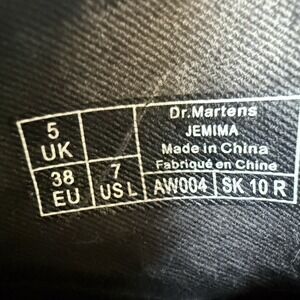 5
UK
38
EU
7
US L
Dr.Martens
JEMIMA
Made in China
Fabriqué en Chine
AW004
SK 10 R